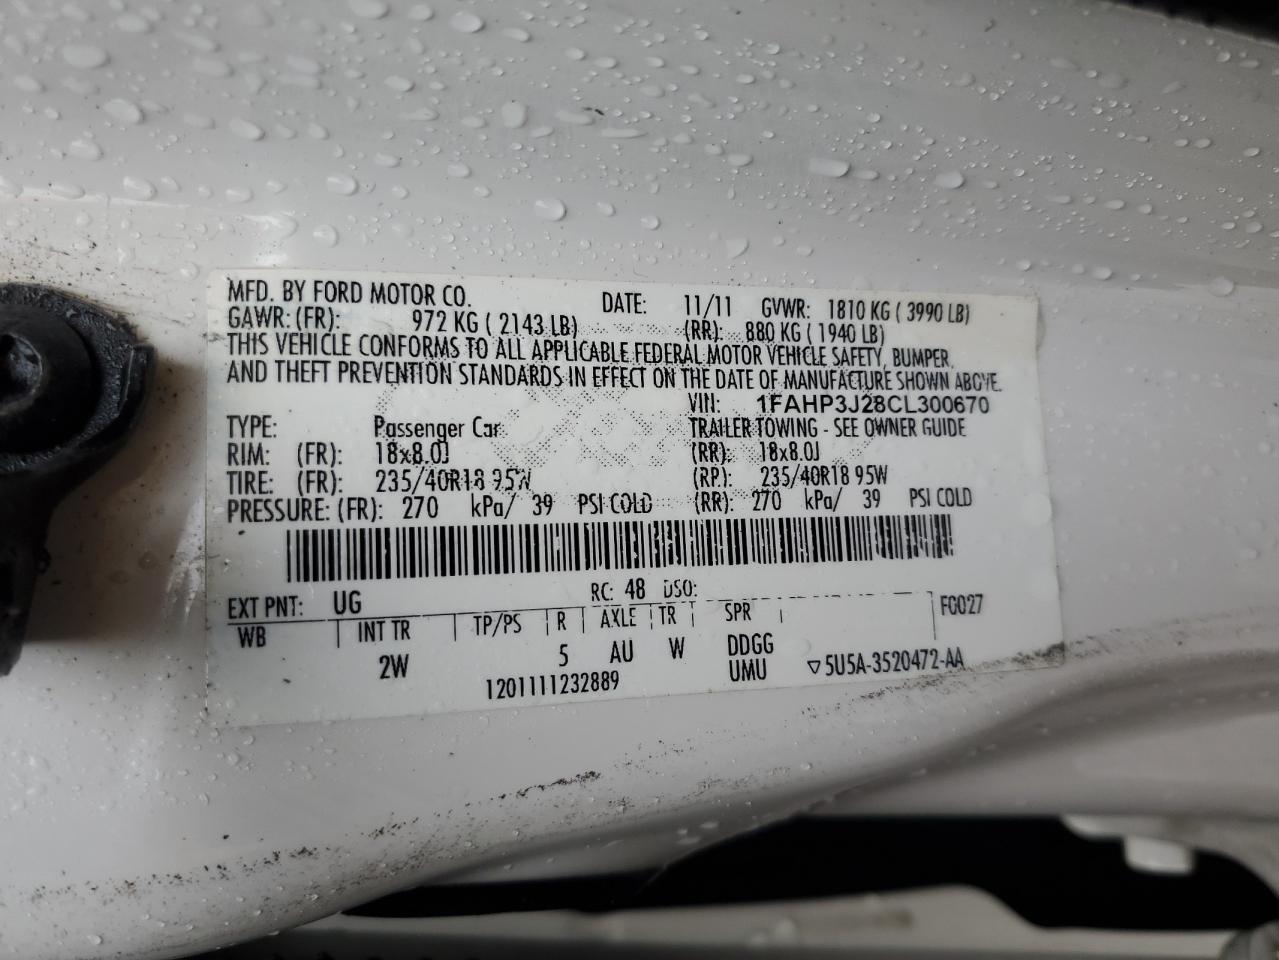 MFD. BY FORD MOTOR CO. DATE: 11/11 GVWR: 1810 KG ( 3990 LB)
GAWR: (FR): 972 KG ( 2143 LB) (RR): 880 KG ( 1940 LB)
THIS VEHICLE CONFORMS TO ALL APPLICABLE FEDERAL MOTOR VEHICLE SAFETY, BUMPER,
AND THEFT PREVENTION STANDARDS IN EFFECT ON THE DATE OF MANUFACTURE SHOWN ABOVE.
VIN: 1FAHP3J28CL300670
TYPE: Passenger Car TRAILER TOWING - SEE OWNER GUIDE
RIM: (FR): 18x8.0J (RR): 18x8.0J
TIRE: (FR): 235/40R18 95W (RR): 235/40R18 95W
PRESSURE: (FR): 270 kPa/ 39 PSI COLD (RR): 270 kPa/ 39 PSI COLD
EXT PNT: UG RC: 48 DSO: F0027
WB INT TR TP/PS R AXLE TR SPR
2W 5 AU W DDGG
1201111232889 UMU ▽5U5A-3520472-AA